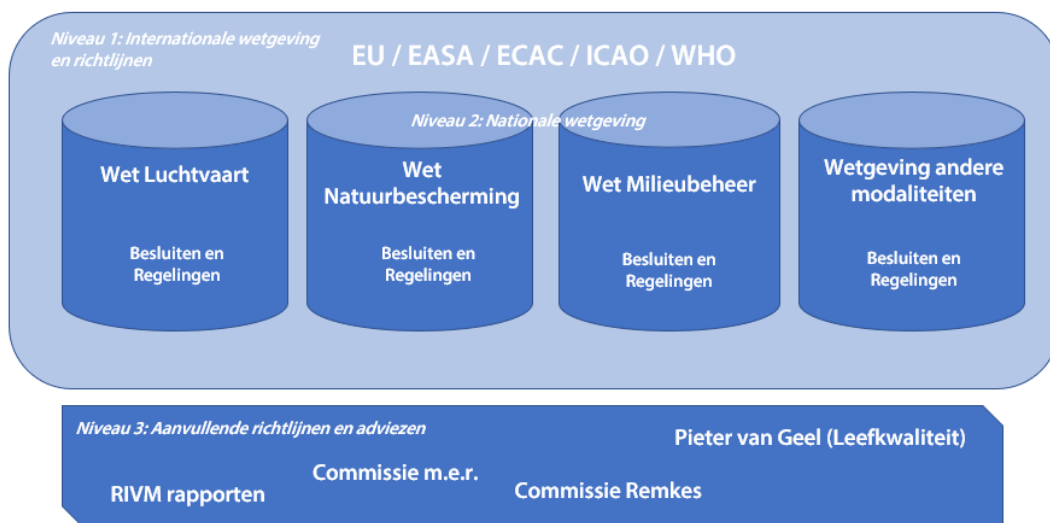 Niveau 1: Internationale wetgeving
en richtlijnen
EU / EASA / ECAC / ICAO / WHO
Niveau 2: Nationale wetgeving
Wet Luchtvaart
Besluiten en
Regelingen
Wet
Natuurbescherming
Besluiten en
Regelingen
Wet Milieubeheer
Besluiten en
Regelingen
Wetgeving andere
modaliteiten
Besluiten en
Regelingen
Niveau 3: Aanvullende richtlijnen en adviezen
Pieter van Geel (Leefkwaliteit)
Commissie m.e.r.
RIVM rapporten
Commissie Remkes